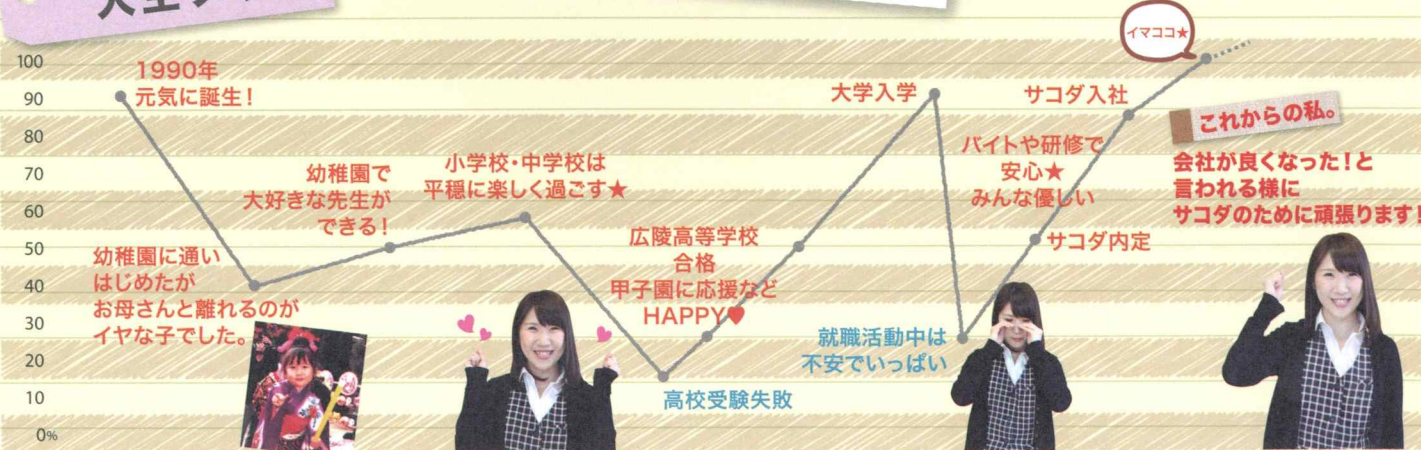 100
90
80
70
60
50
40
30
20
10
0%
1990年
元気に誕生！
幼稚園に通い
はじめたが
お母さんと離れるのが
イヤな子でした。
幼稚園で
大好きな先生が
できる！
小学校・中学校は
平穏に楽しく過ごす★
高校受験失敗
広陵高等学校
合格
甲子園に応援など
HAPPY♥
大学入学
就職活動中は
不安でいっぱい
サコダ内定
バイトや研修で
安心★
みんな優しい
サコダ入社
イマココ★
これからの私。
会社が良くなった！と
言われる様に
サコダのために頑張ります！